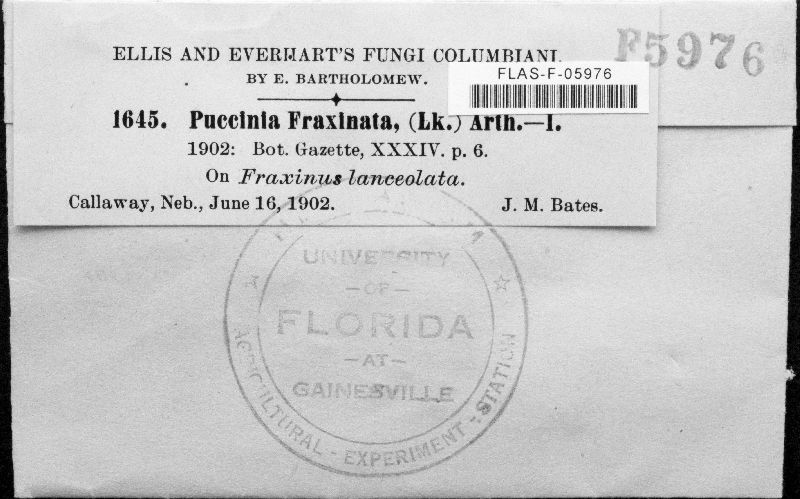 ELLIS AND EVERHART'S FUNGI COLUMBIANI.
BY E. BARTHOLOMEW.
F5976
FLAS-F-05976
1645. Puccinia Fraxinata, (Lk.) Arth.—I.
1902: Bot. Gazette, XXXIV. p. 6.
On Fraxinus lanceolata.
Callaway, Neb., June 16, 1902. J. M. Bates.
UNIVERSITY
—OF—
FLORIDA
—AT—
GAINESVILLE
AGRICULTURAL - EXPERIMENT - STATION